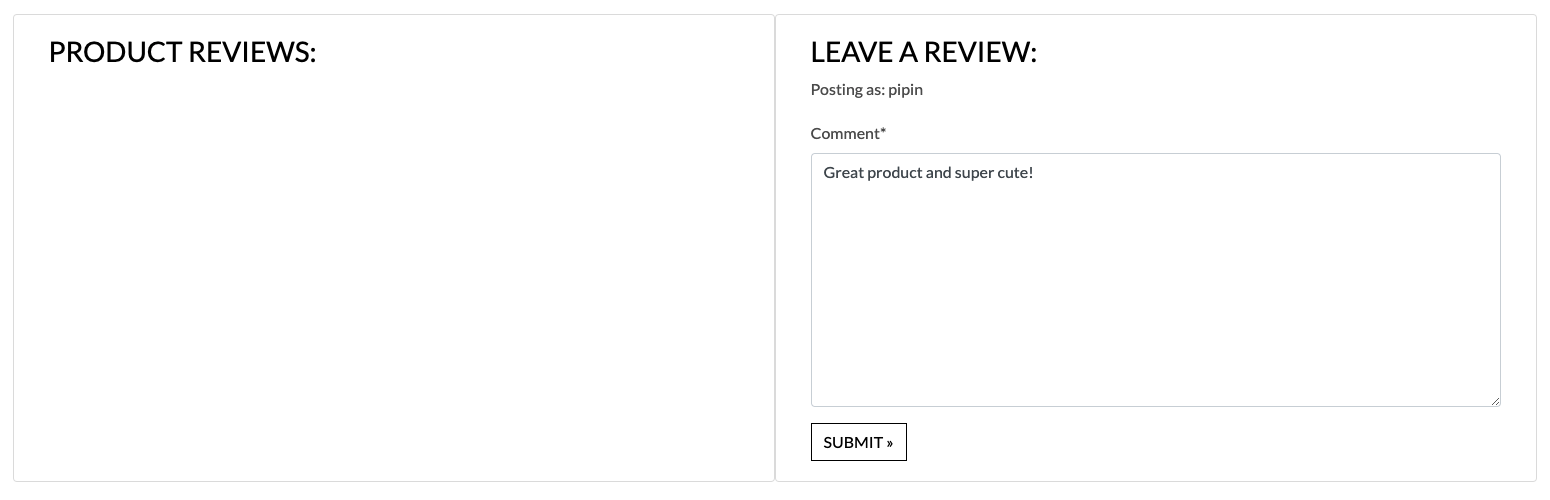 PRODUCT REVIEWS:
LEAVE A REVIEW:
Posting as: pipin
Comment*
Great product and super cute!
SUBMIT »